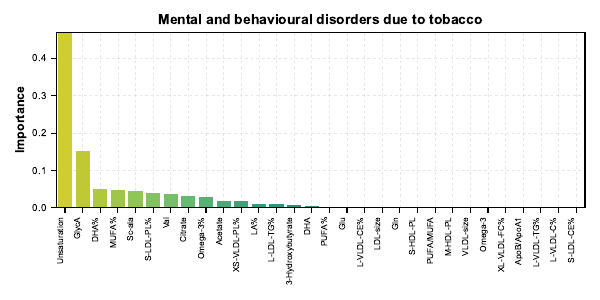 Mental and behavioural disorders due to tobacco
Importance
0.4
0.3
0.2
0.1
0.0
Unsaturation
GlycA
DHA%
MUFA%
Sc-ala
S-LDL-PL%
Val
Citrate
Omega-3%
Acetate
XS-VLDL-PL%
LA%
L-LDL-TG%
3-Hydroxybutyrate
DHA
PUFA%
Glu
L-VLDL-CE%
LDL-size
Gln
S-HDL-PL
PUFA/MUFA
M-HDL-PL
VLDL-size
Omega-3
XL-VLDL-FC%
ApoB/ApoA1
L-VLDL-TG%
L-VLDL-C%
S-LDL-CE%